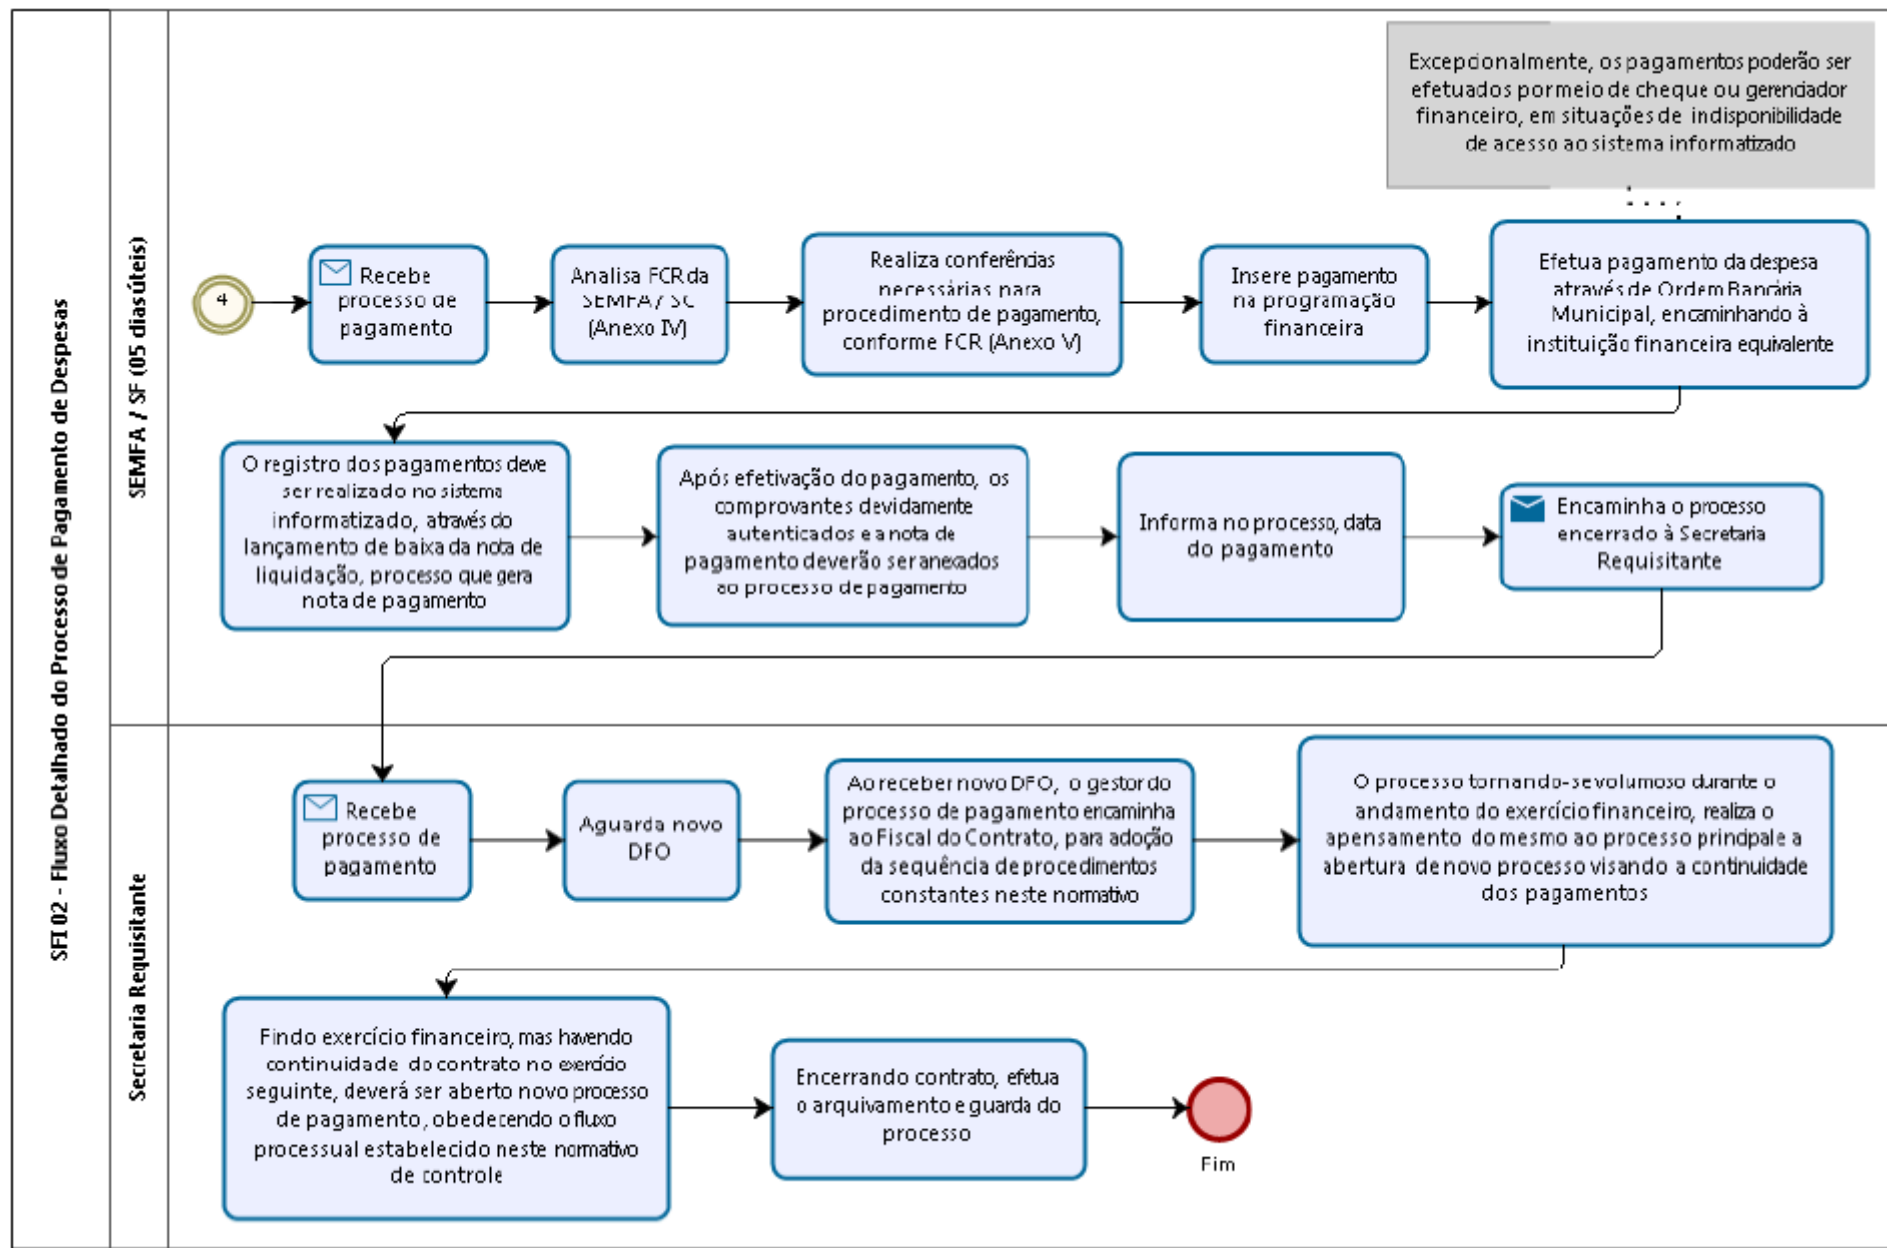 SFI 02 - Fluxo Detalhado do Processo de Pagamento de Despesas
SEMFA / SF (05 diasúteis)
Excepcionalmente, os pagamentos poderão ser
efetuados por meio de cheque ou gerenciador
financeiro, em situações de indisponibilidade
de acesso ao sistema informatizado
4
Recebe
processo de
pagamento
Analisa FCR da
SEMFA / SC
(Anexo IV)
Realiza conferências
necessárias para
procedimento de pagamento,
conforme FCR (Anexo V)
Insere pagamento
na programação
financeira
Efetua pagamento da despesa
através de Ordem Bancária
Municipal, encaminhando à
instituição financeira equivalente
O registro dos pagamentos deve
ser realizado no sistema
informatizado, através do
lançamento de baixa da nota de
liquidação, processo que gera
nota de pagamento
Após efetivação do pagamento, os
comprovantes devidamente
autenticados e a nota de
pagamento deverão ser anexados
ao processo de pagamento
Informa no processo, data
do pagamento
Encaminha o processo
encerrado à Secretaria
Requisitante
Secretaria Requisitante
Recebe
processo de
pagamento
Aguarda novo
DFO
Ao receber novo DFO, o gestor do
processo de pagamento encaminha
ao Fiscal do Contrato, para adoção
da sequência de procedimentos
constantes neste normativo
O processo tornando-se volumoso durante o
andamento do exercício financeiro, realiza o
apensamento do mesmo ao processo principal e a
abertura de novo processo visando a continuidade
dos pagamentos
Findo exercício financeiro, mas havendo
continuidade do contrato no exercício
seguinte, deverá ser aberto novo processo
de pagamento, obedecendo o fluxo
processual estabelecido neste normativo
de controle
Encerrando contrato, efetua
o arquivamento e guarda do
processo
Fim